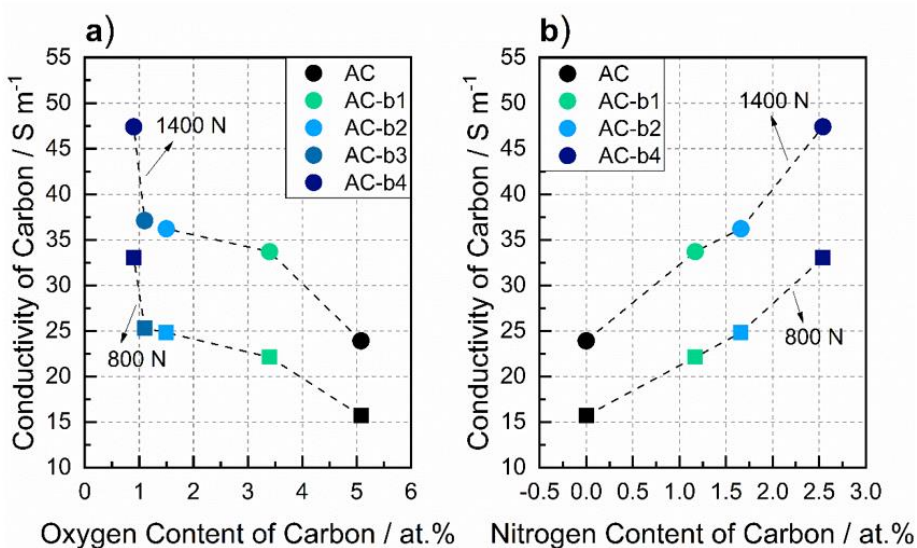 a)
55
50
45
40
35
30
25
20
15
10
Conductivity of Carbon / S m⁻¹
1400 N
800 N
AC
AC-b1
AC-b2
AC-b3
AC-b4
0 1 2 3 4 5 6
Oxygen Content of Carbon / at.%
b)
55
50
45
40
35
30
25
20
15
10
Conductivity of Carbon / S m⁻¹
AC
AC-b1
AC-b2
AC-b4
1400 N
800 N
-0.5 0.0 0.5 1.0 1.5 2.0 2.5 3.0
Nitrogen Content of Carbon / at.%